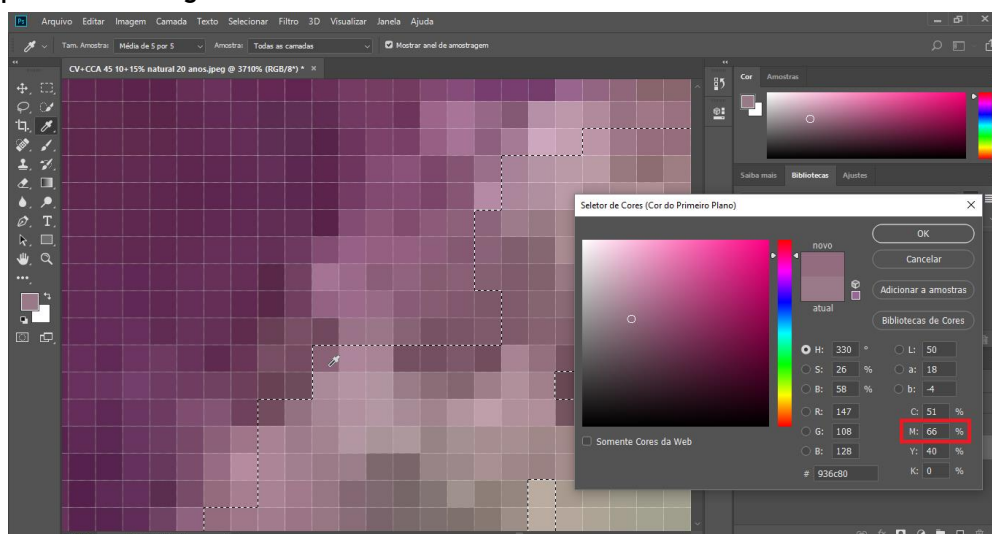 Ps Arquivo Editar Imagem Camada Texto Selecionar Filtro 3D Visualizar Janela Ajuda
Tam. Amostra: Média de 5 por 5 Amostra: Todas as camadas Mostrar anel de amostragem
CV+CCA 45 10+15% natural 20 anos.jpeg @ 3710% (RGB/8*) * ×
Cor Amostras
Saiba mais Bibliotecas Ajustes
Seletor de Cores (Cor do Primeiro Plano)
novo
atual
OK
Cancelar
Adicionar a amostras
Bibliotecas de Cores
H: 330 ° L: 50
S: 26 % a: 18
B: 58 % b: -4
R: 147 C: 51 %
G: 108 M: 66 %
B: 128 Y: 40 %
# 936c80 K: 0 %
Somente Cores da Web